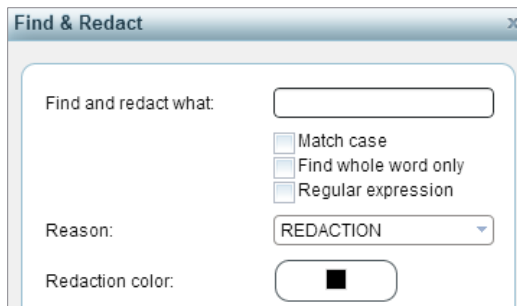 Find & Redact x
Find and redact what:
Match case
Find whole word only
Regular expression
Reason: REDACTION
Redaction color: